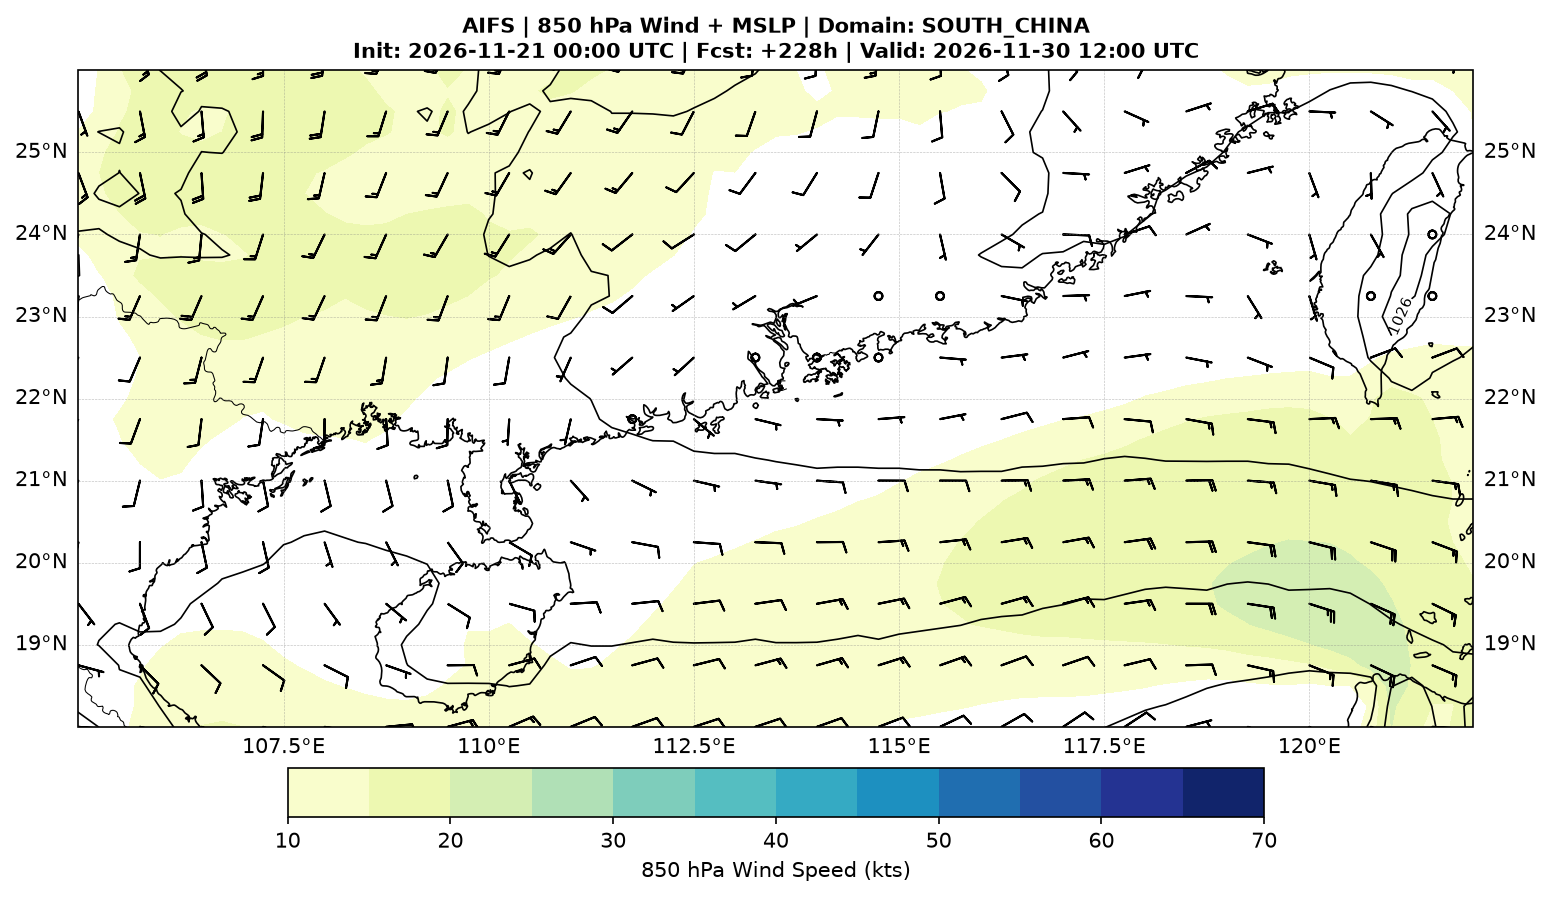 AIFS | 850 hPa Wind + MSLP | Domain: SOUTH_CHINA
Init: 2026-11-21 00:00 UTC | Fcst: +228h | Valid: 2026-11-30 12:00 UTC
25°N 25°N
24°N 24°N
23°N 23°N
1026
22°N 22°N
21°N 21°N
20°N 20°N
19°N 19°N
107.5°E 110°E 112.5°E 115°E 117.5°E 120°E
10 20 30 40 50 60 70
850 hPa Wind Speed (kts)